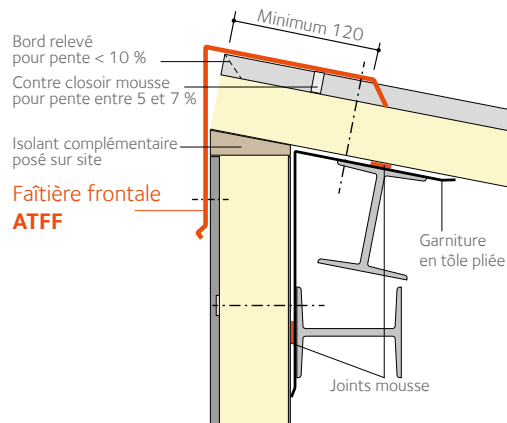 Minimum 120
Bord relevé
pour pente < 10 %
Contre closoir mousse
pour pente entre 5 et 7 %
Isolant complémentaire
posé sur site
Faîtière frontale
ATFF
Garniture
en tôle pliée
Joints mousse